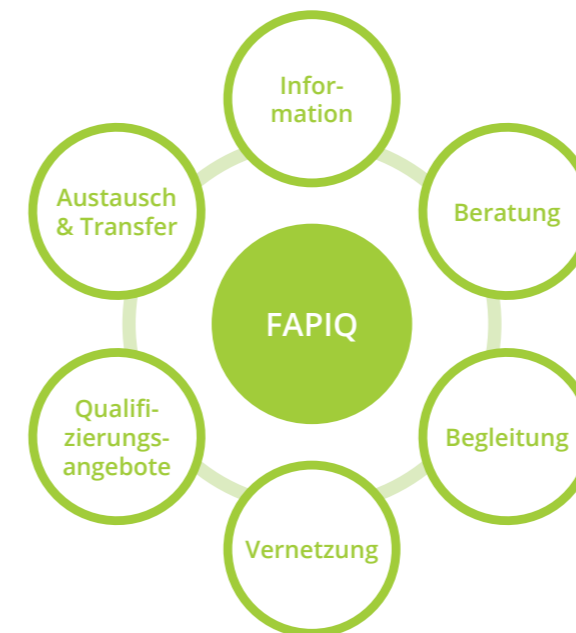 Infor-
mation
Austausch
& Transfer
Beratung
FAPIQ
Qualifi-
zierungs-
angebote
Begleitung
Vernetzung